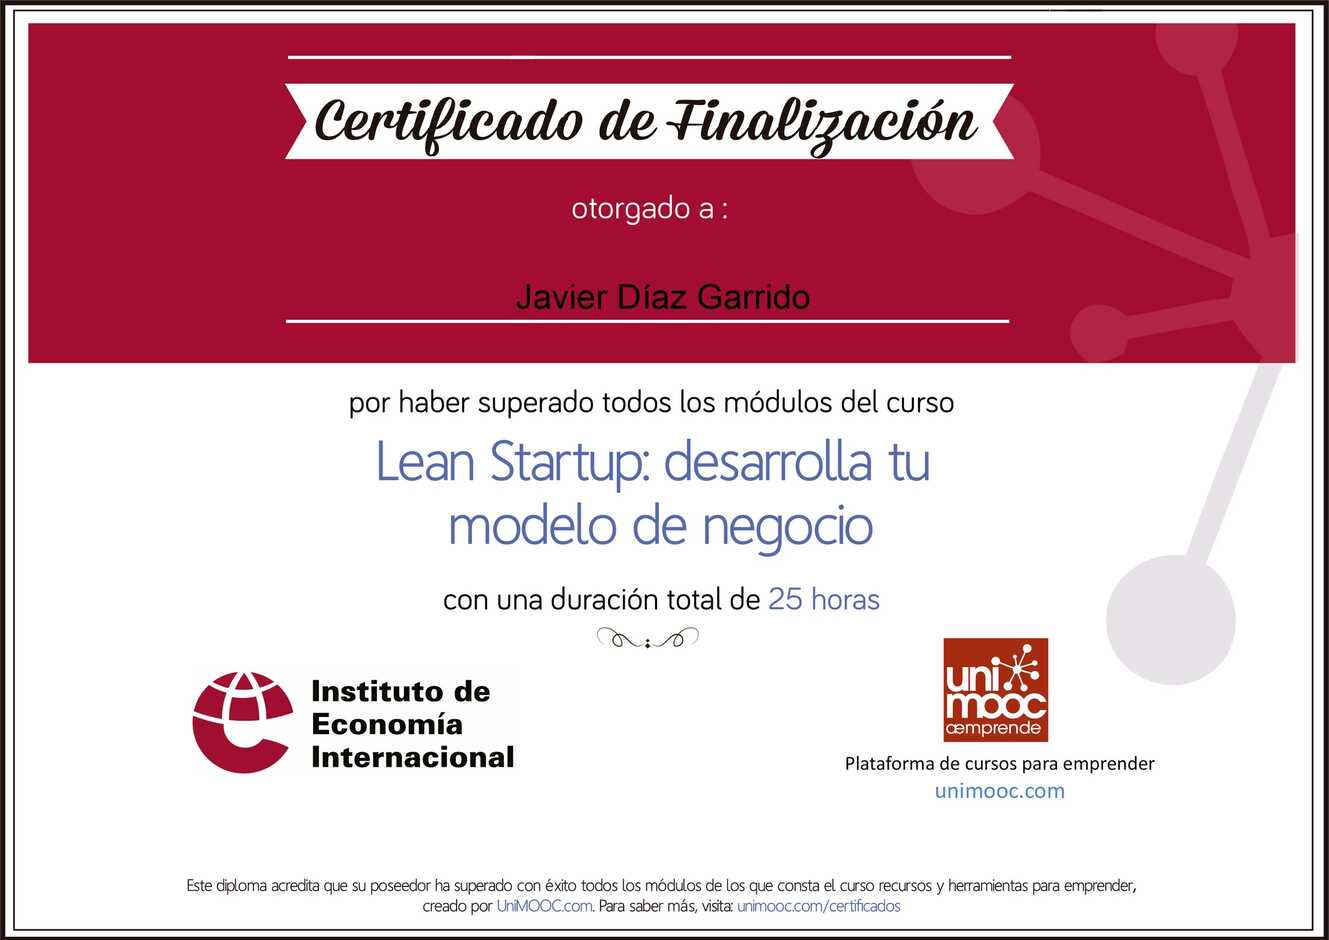 Certificado de Finalización
otorgado a :
Javier Díaz Garrido
por haber superado todos los módulos del curso
Lean Startup: desarrolla tu
modelo de negocio
con una duración total de 25 horas
Instituto de
Economía
Internacional
uni
mooc
æmprende
Plataforma de cursos para emprender
unimooc.com
Este diploma acredita que su poseedor ha superado con éxito todos los módulos de los que consta el curso recursos y herramientas para emprender,
creado por UniMOOC.com. Para saber más, visita: unimooc.com/certificados